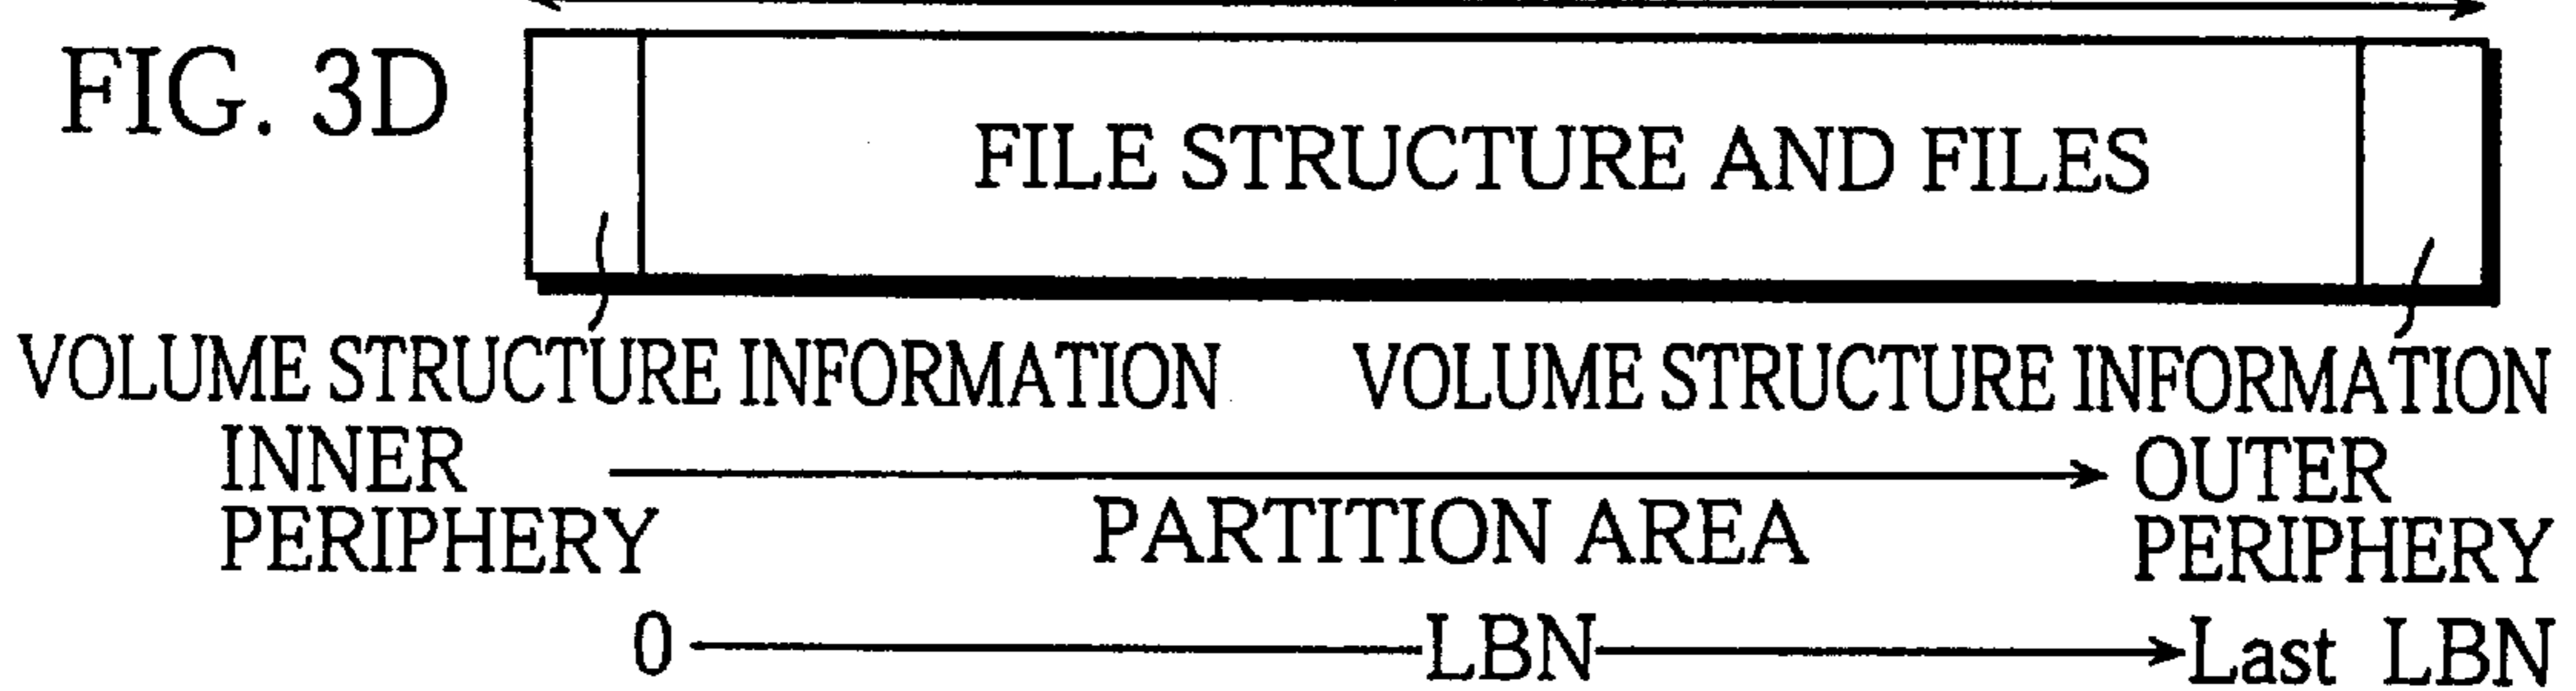 FIG. 3D
FILE STRUCTURE AND FILES
VOLUME STRUCTURE INFORMATION VOLUME STRUCTURE INFORMATION
INNER PERIPHERY
OUTER PERIPHERY
PARTITION AREA
0 LBN Last LBN